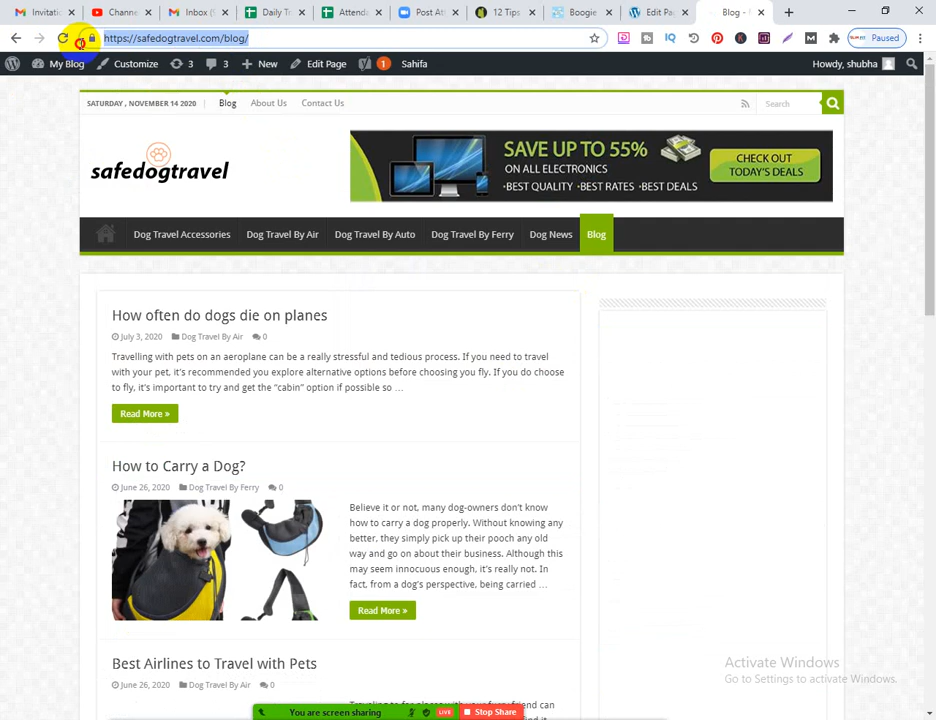 Invitatio
Channe
Inbox (
Daily Tr
Attenda
Post Att
12 Tips
Boogie
Edit Pa
Blog -
https://safedogtravel.com/blog/
Paused
My Blog
Customize
3
3
New
Edit Page
1
Sahifa
Howdy, shubha
SATURDAY , NOVEMBER 14 2020
Blog
About Us
Contact Us
Search
safedogtravel
SAVE UP TO 55%
ON ALL ELECTRONICS
•BEST QUALITY •BEST RATES •BEST DEALS
CHECK OUT
TODAY'S DEALS
Dog Travel Accessories
Dog Travel By Air
Dog Travel By Auto
Dog Travel By Ferry
Dog News
Blog
How often do dogs die on planes
July 3, 2020 Dog Travel By Air 0
Travelling with pets on an aeroplane can be a really stressful and tedious process. If you need to travel
with your pet, it's recommended you explore alternative options before choosing you fly. If you do choose
to fly, it's important to try and get the "cabin" option if possible so …
Read More »
How to Carry a Dog?
June 26, 2020 Dog Travel By Ferry 0
Believe it or not, many dog-owners don't know
how to carry a dog properly. Without knowing any
better, they simply pick up their pooch any old
way and go on about their business. Although this
may seem innocuous enough, it's really not. In
fact, from a dog's perspective, being carried …
Read More »
Best Airlines to Travel with Pets
June 26, 2020 Dog Travel By Air 0
Activate Windows
Go to Settings to activate Windows.
You are screen sharing
LIVE
Stop Share